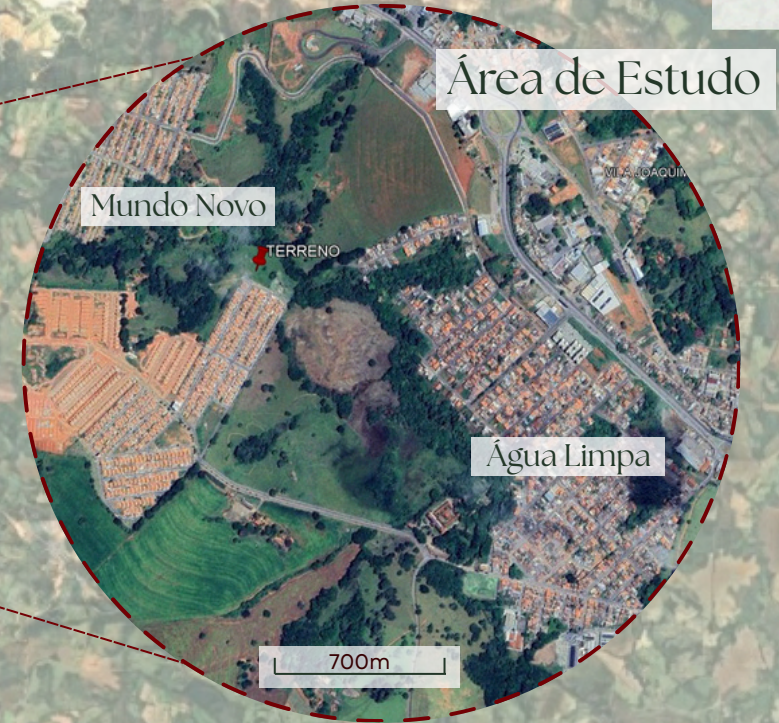 Área de Estudo
VILA JOAQUIM
Mundo Novo
TERRENO
Água Limpa
700m